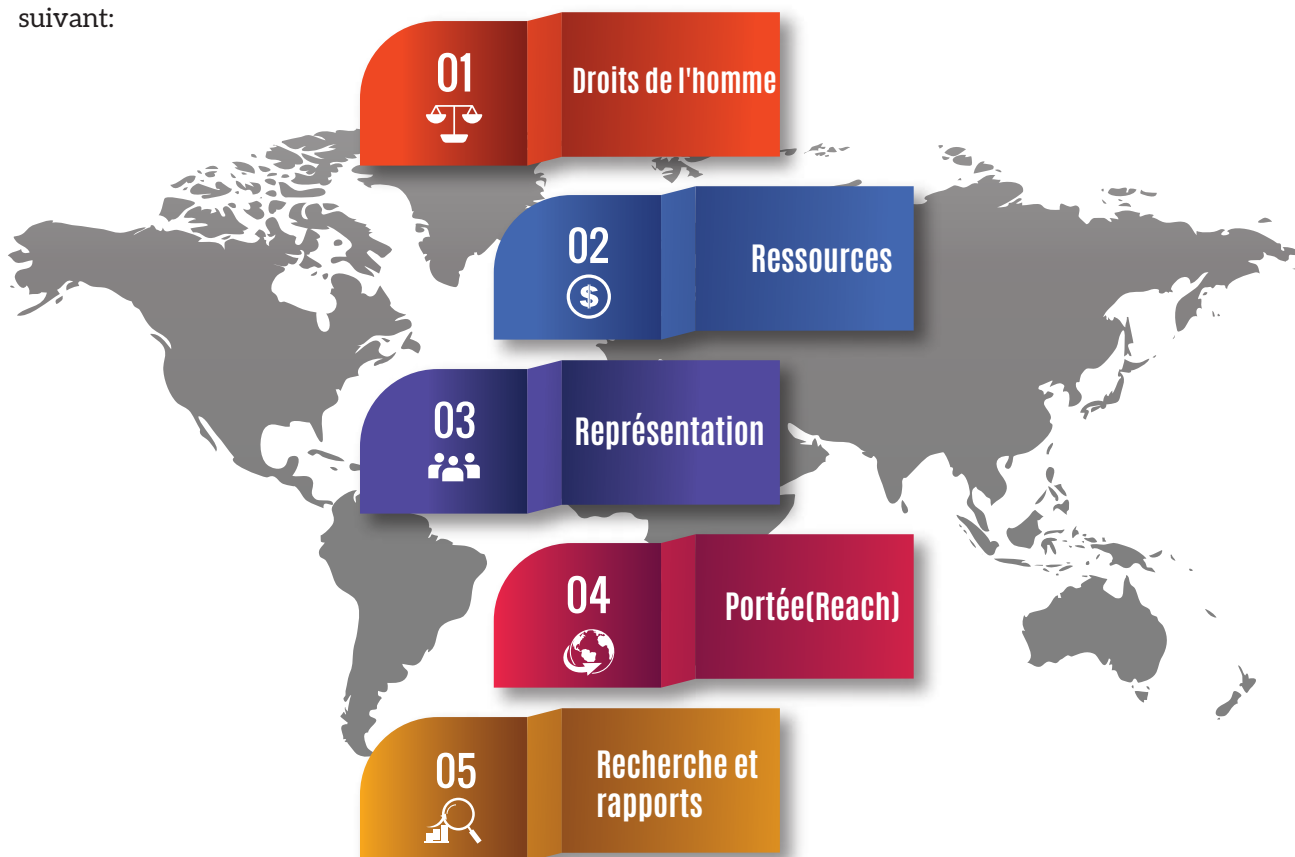 suivant:
01
Droits de l'homme
02
$
Ressources
03
Représentation
04
Portée(Reach)
05
Recherche et
rapports